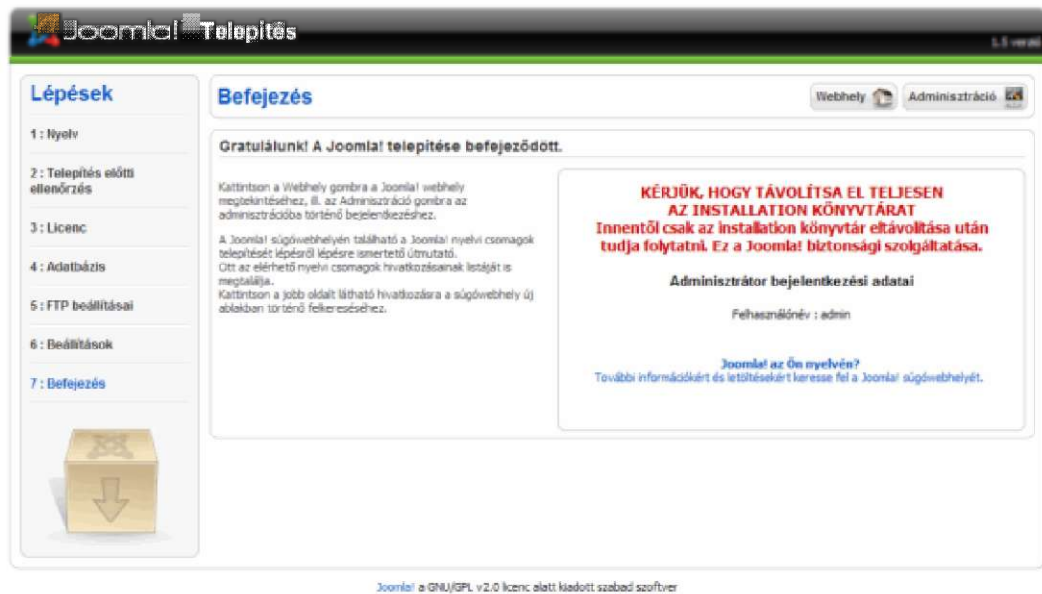 Joomla! Telepítés
1.5 verzió
Lépések
1 : Nyelv
2 : Telepítés előtti
ellenőrzés
3 : Licenc
4 : Adatbázis
5 : FTP beállításai
6 : Beállítások
7 : Befejezés
Befejezés
Webhely
Adminisztráció
Gratulálunk! A Joomla! telepítése befejeződött.
Kattintson a Webhely gombra a Joomla! webhely
megtekintéséhez, ill. az Adminisztráció gombra az
adminisztrációba történő bejelentkezéshez.
A Joomla! súgówebhelyén található a Joomla! nyelvi csomagok
telepítését lépésről lépésre ismertető útmutató.
Ott az elérhető nyelvi csomagok hivatkozásainak listáját is
megtalálja.
Kattintson a jobb oldalt látható hivatkozásra a súgówebhely új
ablakban történő felkereséséhez.
KÉRJÜK, HOGY TÁVOLÍTSA EL TELJESEN
AZ INSTALLATION KÖNYVTÁRAT
Innentől csak az installation könyvtár eltávolítása után
tudja folytatni. Ez a Joomla! biztonsági szolgáltatása.
Adminisztrátor bejelentkezési adatai
Felhasználónév : admin
Joomla! az Ön nyelvén?
További információkért és letöltésekért keresse fel a Joomla! súgówebhelyét.
Joomla! a GNU/GPL v2.0 licenc alatt kiadott szabad szoftver